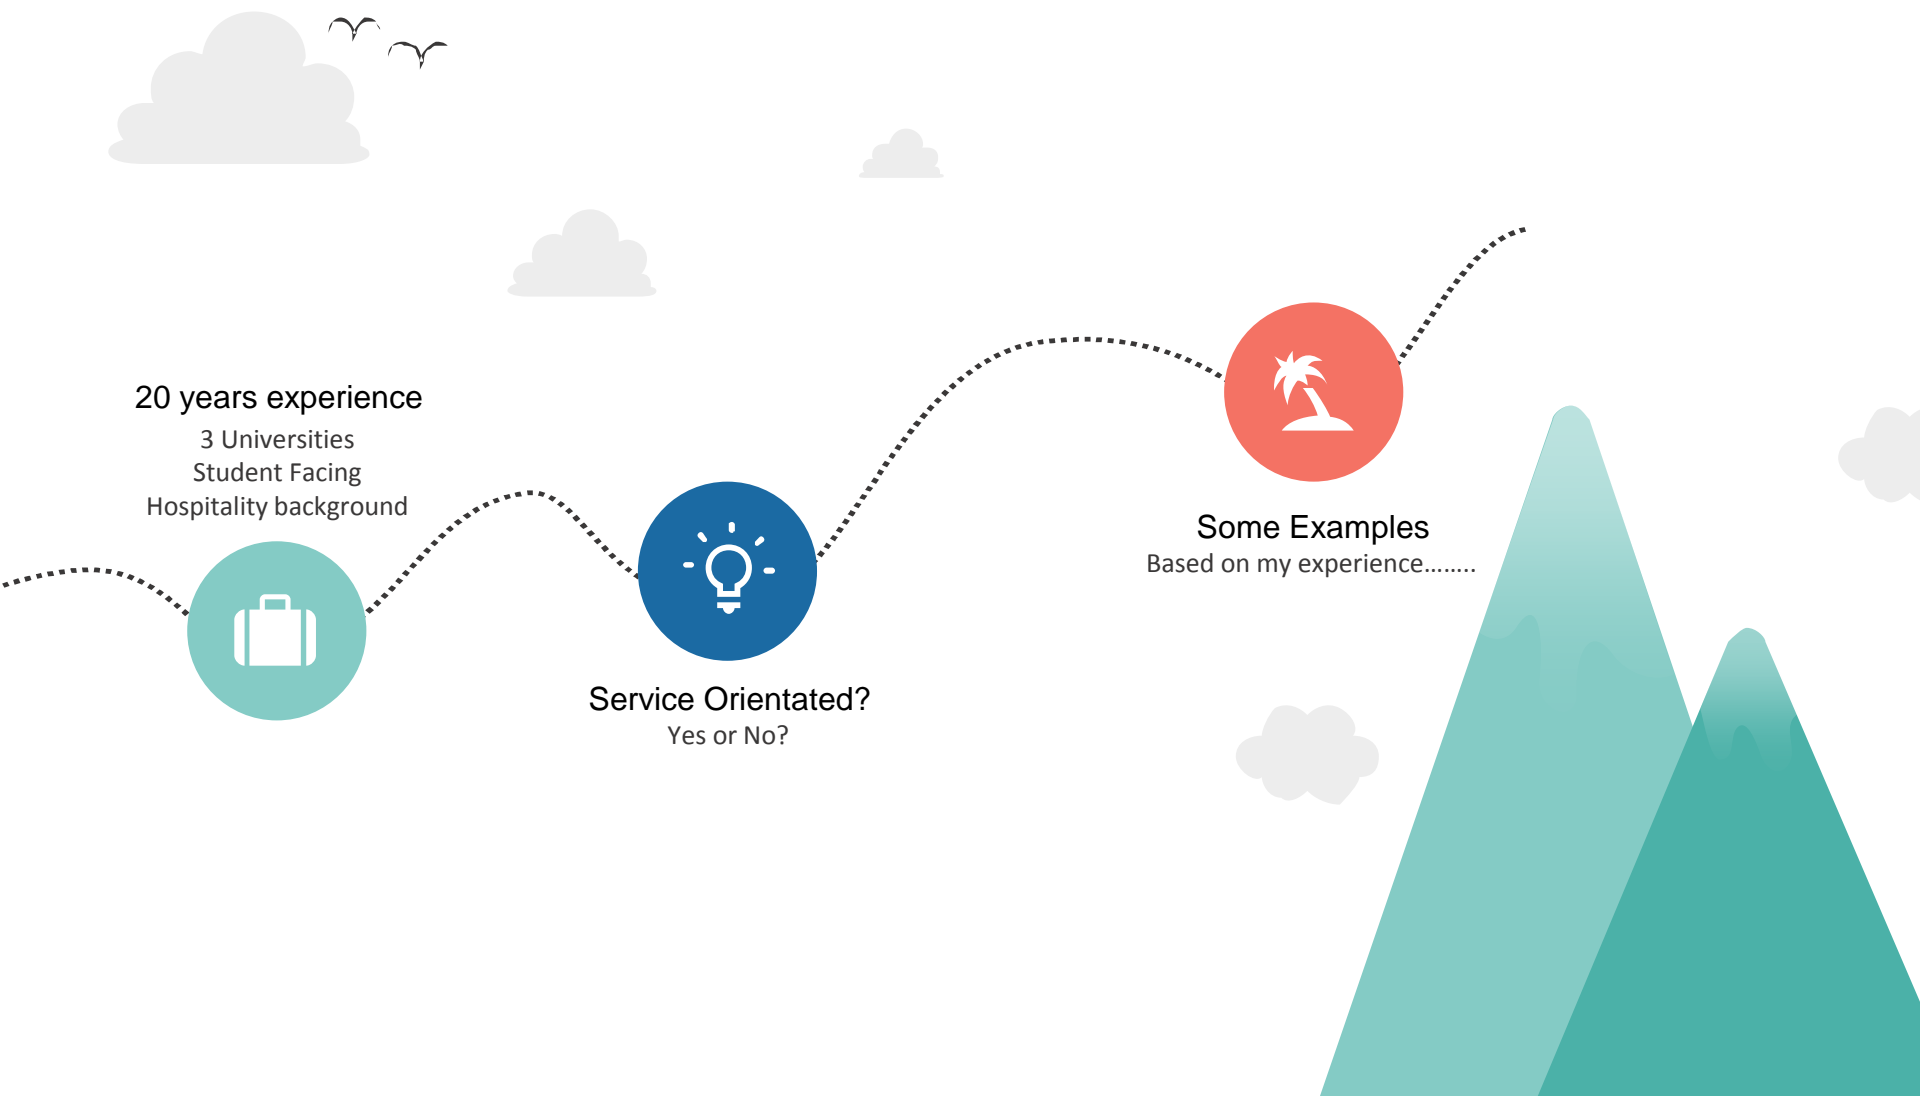 20 years experience
3 Universities
Student Facing
Hospitality background
Service Orientated?
Yes or No?
Some Examples
Based on my experience……..